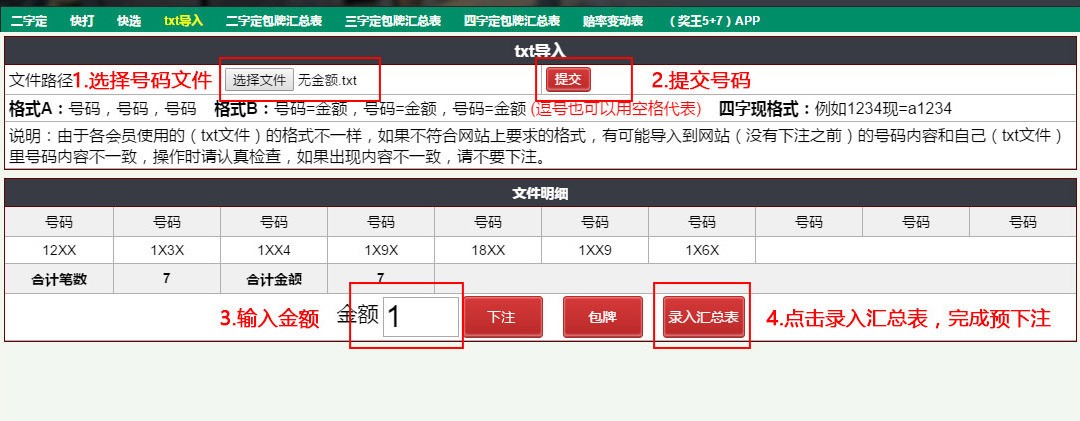 二字定 快打 快选 txt导入 二字定包牌汇总表 三字定包牌汇总表 四字定包牌汇总表 赔率变动表 （奖王5+7）APP
txt导入
文件路径1.选择号码文件 选择文件 无金额.txt 提交 2.提交号码
格式A：号码，号码，号码 格式B：号码=金额，号码=金额，号码=金额 (逗号也可以用空格代表) 四字现格式：例如1234现=a1234
说明：由于各会员使用的（txt文件）的格式不一样，如果不符合网站上要求的格式，有可能导入到网站（没有下注之前）的号码内容和自己（txt文件）
里号码内容不一致，操作时请认真检查，如果出现内容不一致，请不要下注。
文件明细
号码 号码 号码 号码 号码 号码 号码 号码 号码 号码
12XX 1X3X 1XX4 1X9X 18XX 1XX9 1X6X
合计笔数 7 合计金额 7
3.输入金额 金额 1 下注 包牌 录入汇总表 4.点击录入汇总表，完成预下注